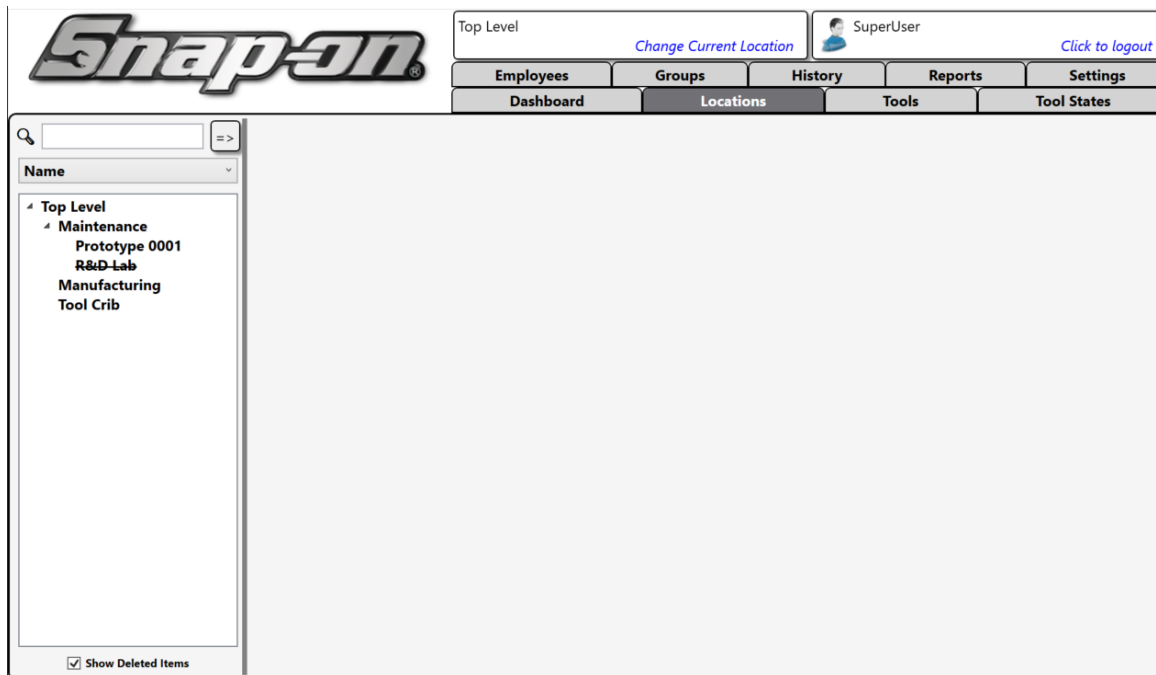 Snap-on®
Top Level
Change Current Location
SuperUser
Click to logout
Employees Groups History Reports Settings
Dashboard Locations Tools Tool States
=>
Name
Top Level
Maintenance
Prototype 0001
R&D Lab
Manufacturing
Tool Crib
Show Deleted Items